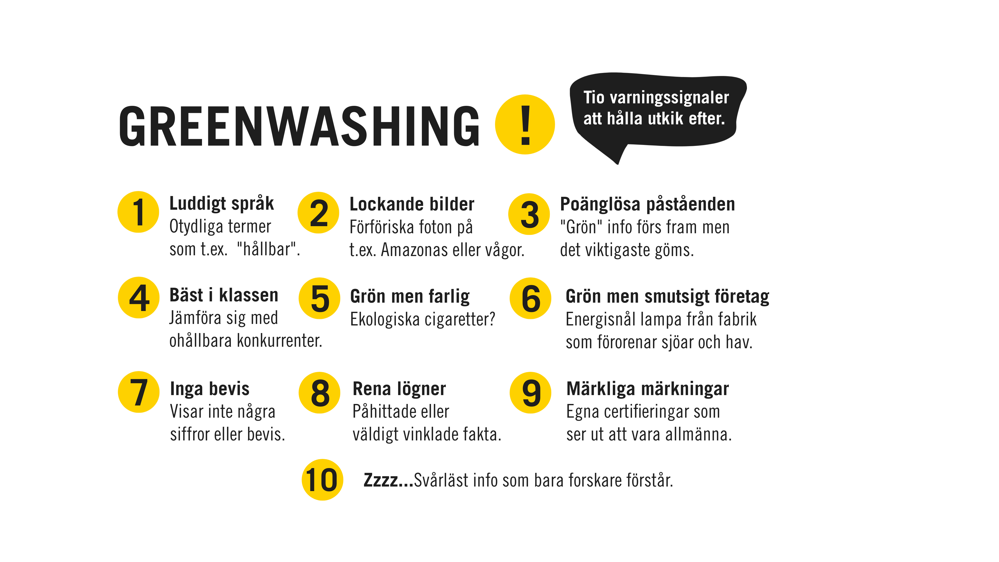 GREENWASHING !
Tio varningssignaler
att hålla utkik efter.
1
Luddigt språk
Otydliga termer
som t.ex.  "hållbar".
2
Lockande bilder
Förföriska foton på
t.ex. Amazonas eller vågor.
3
Poänglösa påståenden
"Grön" info förs fram men
det viktigaste göms.
4
Bäst i klassen
Jämföra sig med
ohållbara konkurrenter.
5
Grön men farlig
Ekologiska cigaretter?
6
Grön men smutsigt företag
Energisnål lampa från fabrik
som förorenar sjöar och hav.
7
Inga bevis
Visar inte några
siffror eller bevis.
8
Rena lögner
Påhittade eller
väldigt vinklade fakta.
9
Märkliga märkningar
Egna certifieringar som
ser ut att vara allmänna.
10
Zzzz...Svårläst info som bara forskare förstår.